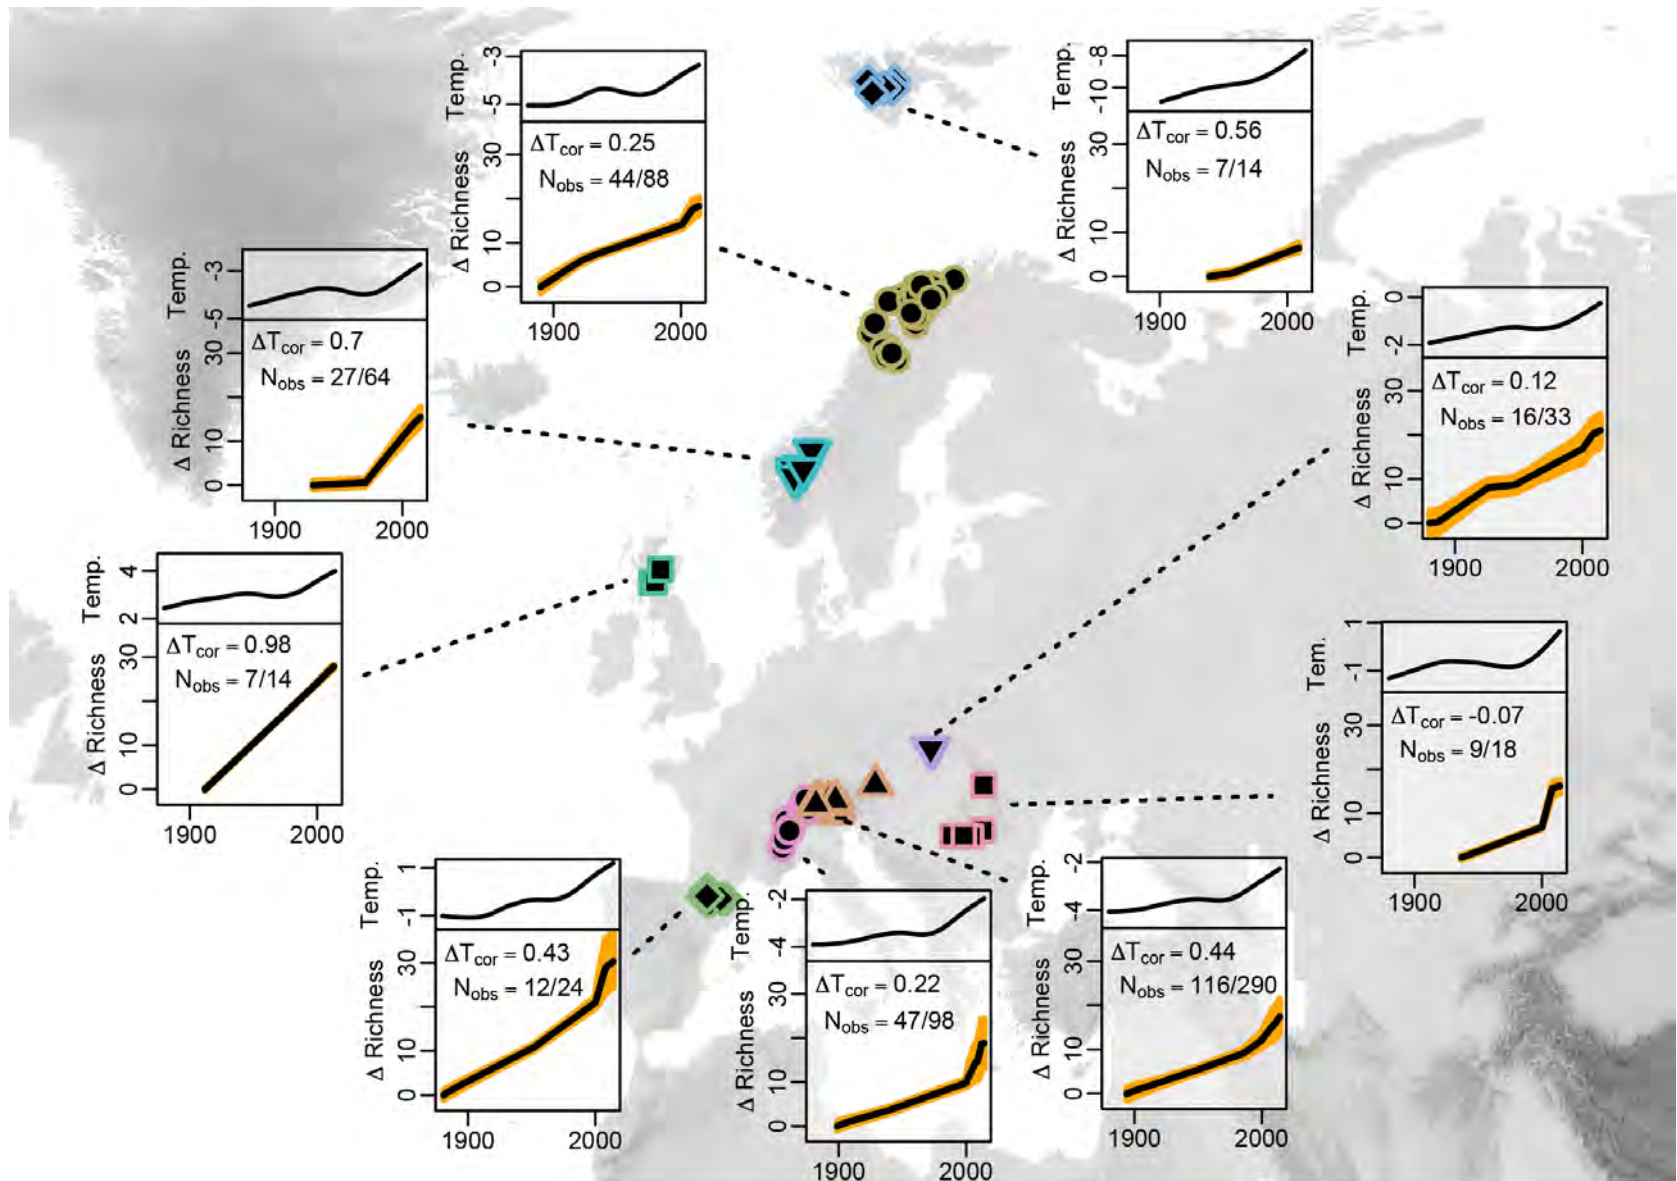 Temp.
-3
-5
Δ Richness
30
10
0
ΔTcor = 0.25
Nobs = 44/88
1900
2000
Temp.
-8
-10
Δ Richness
30
10
0
ΔTcor = 0.56
Nobs = 7/14
1900
2000
Temp.
-3
-5
Δ Richness
30
10
0
ΔTcor = 0.7
Nobs = 27/64
1900
2000
Temp.
0
-2
Δ Richness
30
10
0
ΔTcor = 0.12
Nobs = 16/33
1900
2000
Temp.
4
2
Δ Richness
30
10
0
ΔTcor = 0.98
Nobs = 7/14
1900
2000
Tem.
1
-1
Δ Richness
30
10
0
ΔTcor = -0.07
Nobs = 9/18
1900
2000
Temp.
1
-1
Δ Richness
30
10
0
ΔTcor = 0.43
Nobs = 12/24
1900
2000
Temp.
-2
-4
Δ Richness
30
10
0
ΔTcor = 0.22
Nobs = 47/98
1900
2000
Temp.
-2
-4
Δ Richness
30
10
0
ΔTcor = 0.44
Nobs = 116/290
1900
2000